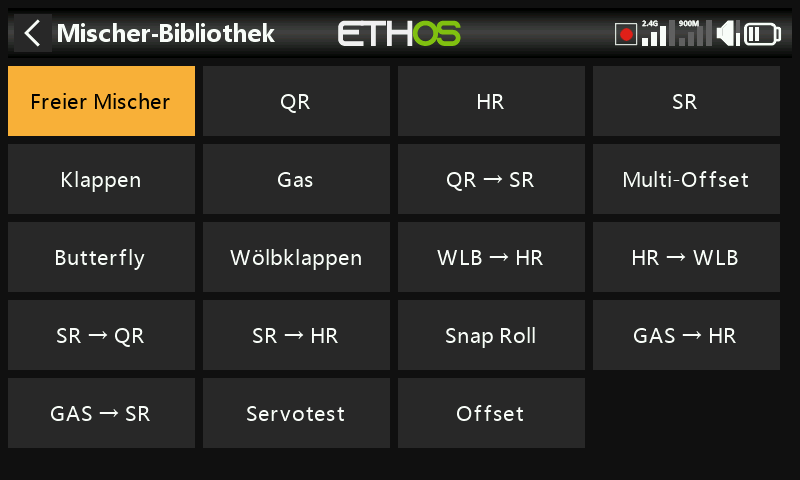 Mischer-Bibliothek
ETHOS
2.4G
900M
Freier Mischer
QR
HR
SR
Klappen
Gas
QR → SR
Multi-Offset
Butterfly
Wölbklappen
WLB → HR
HR → WLB
SR → QR
SR → HR
Snap Roll
GAS → HR
GAS → SR
Servotest
Offset